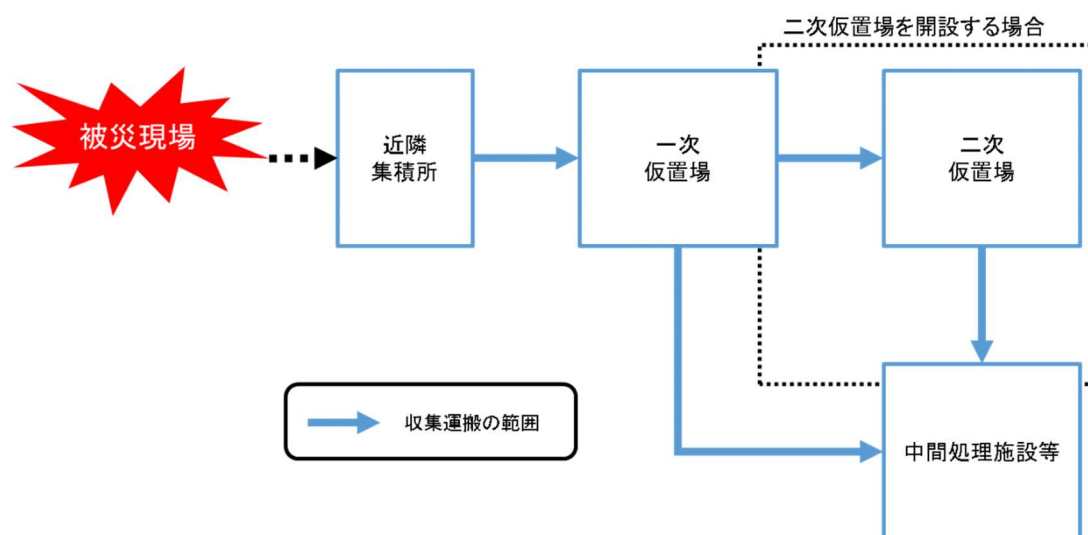 二次仮置場を開設する場合
被災現場
近隣
集積所
一次
仮置場
二次
仮置場
収集運搬の範囲
中間処理施設等